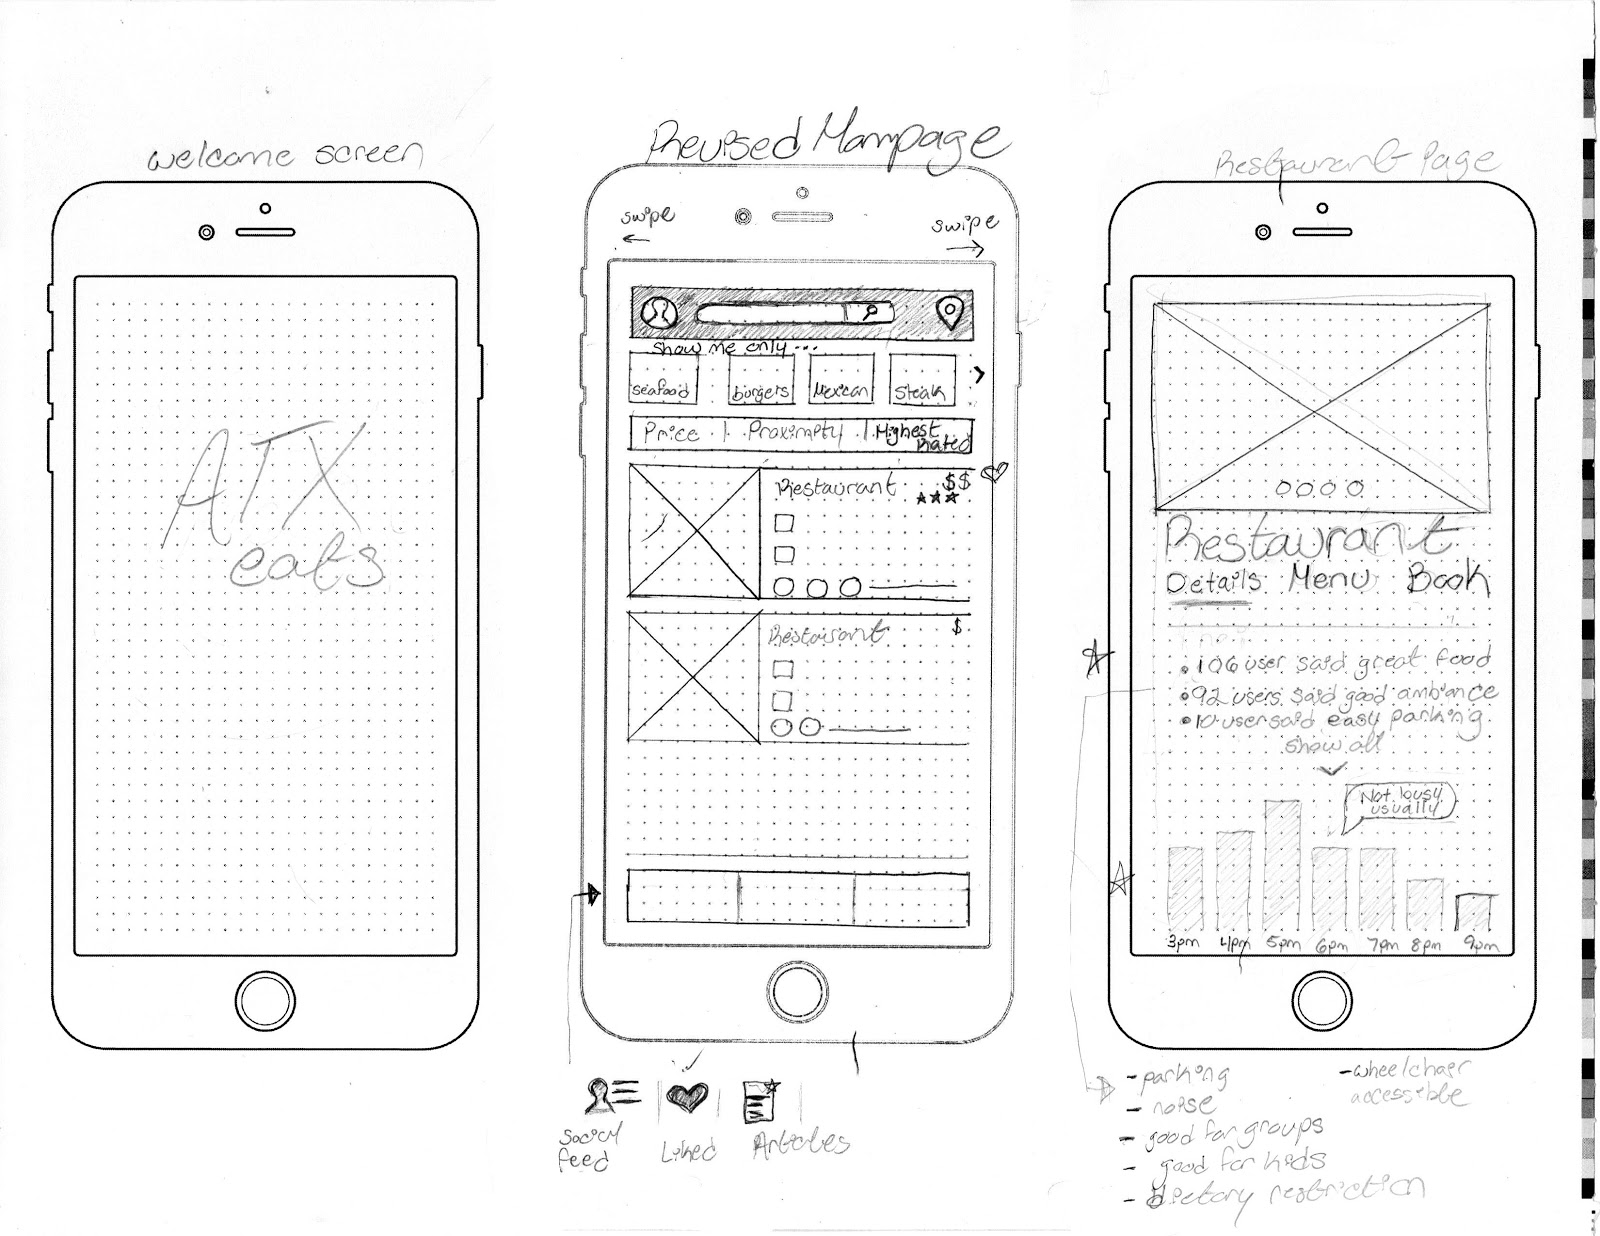 welcome screen
ATX
eats
Revised Mainpage
swipe
swipe
show me only...
seafood
burgers
Mexican
Steak
Price | Proximity | Highest
Rated
Restaurant
$$
Restaurant
$
Social
feed
Liked
Articles
Restaurant Page
Restaurant
Details Menu Book
106 user said great food
92 users said good ambiance
10 user said easy parking
show all
Not busy
usually
3pm 4pm 5pm 6pm 7pm 8pm 9pm
- parking
- noise
- good for groups
- good for kids
- dietary restriction
- wheelchair
accessible